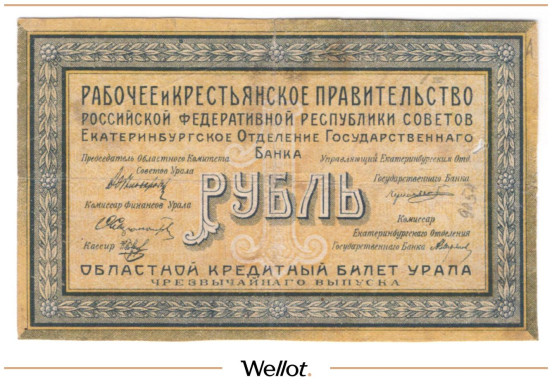 РАБОЧЕЕ И КРЕСТЬЯНСКОЕ ПРАВИТЕЛЬСТВО
РОССИЙСКОЙ ФЕДЕРАТИВНОЙ РЕСПУБЛИКИ СОВЕТОВ
ЕКАТЕРИНБУРГСКОЕ ОТДЕЛЕНИЕ ГОСУДАРСТВЕННАГО
БАНКА
Председатель Областного Комитета
Советов Урала
Управляющий Екатеринбургским Отд.
Государственнаго Банка
РУБЛЬ
Комиссар Финансов Урала
Комиссар
Екатеринбургскаго Отделения
Государственнаго Банка
Кассир
ОБЛАСТНОЙ КРЕДИТНЫЙ БИЛЕТ УРАЛА
ЧРЕЗВЫЧАЙНАГО ВЫПУСКА
Wellot.